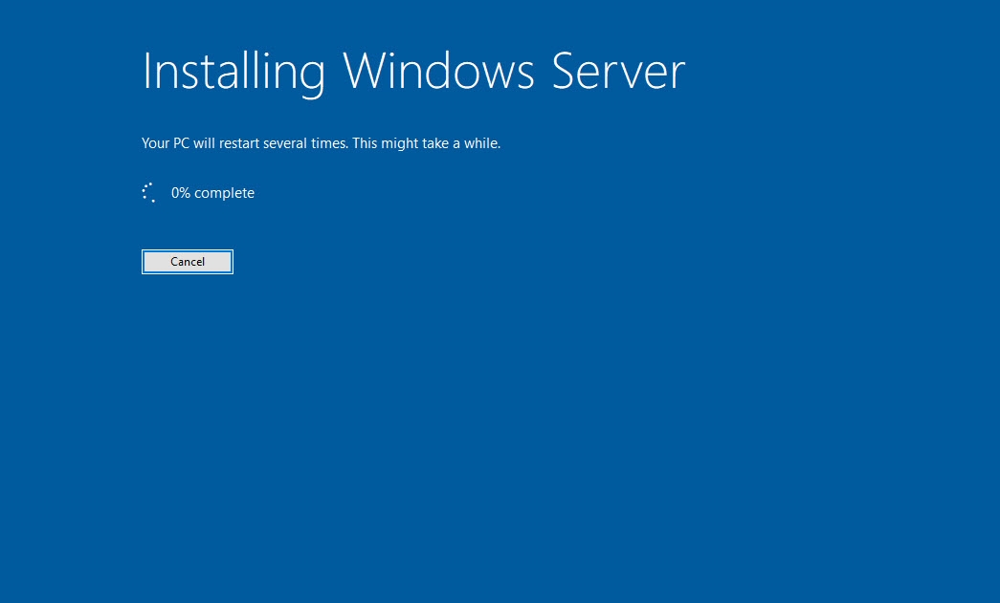 Installing Windows Server
Your PC will restart several times. This might take a while.
0% complete
Cancel